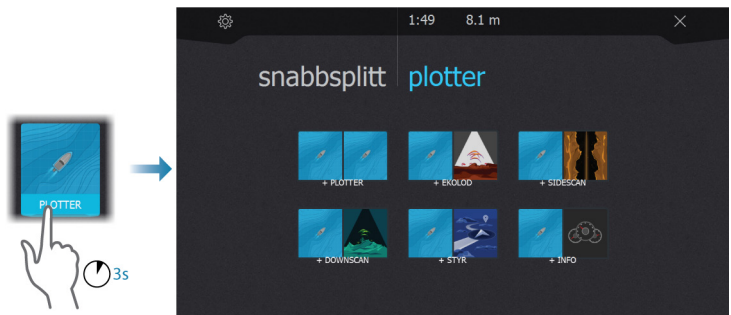 1:49 8.1 m
snabbsplitt plotter
PLOTTER
3s
+ PLOTTER + EKOLOD + SIDESCAN
+ DOWNSCAN + STYR + INFO